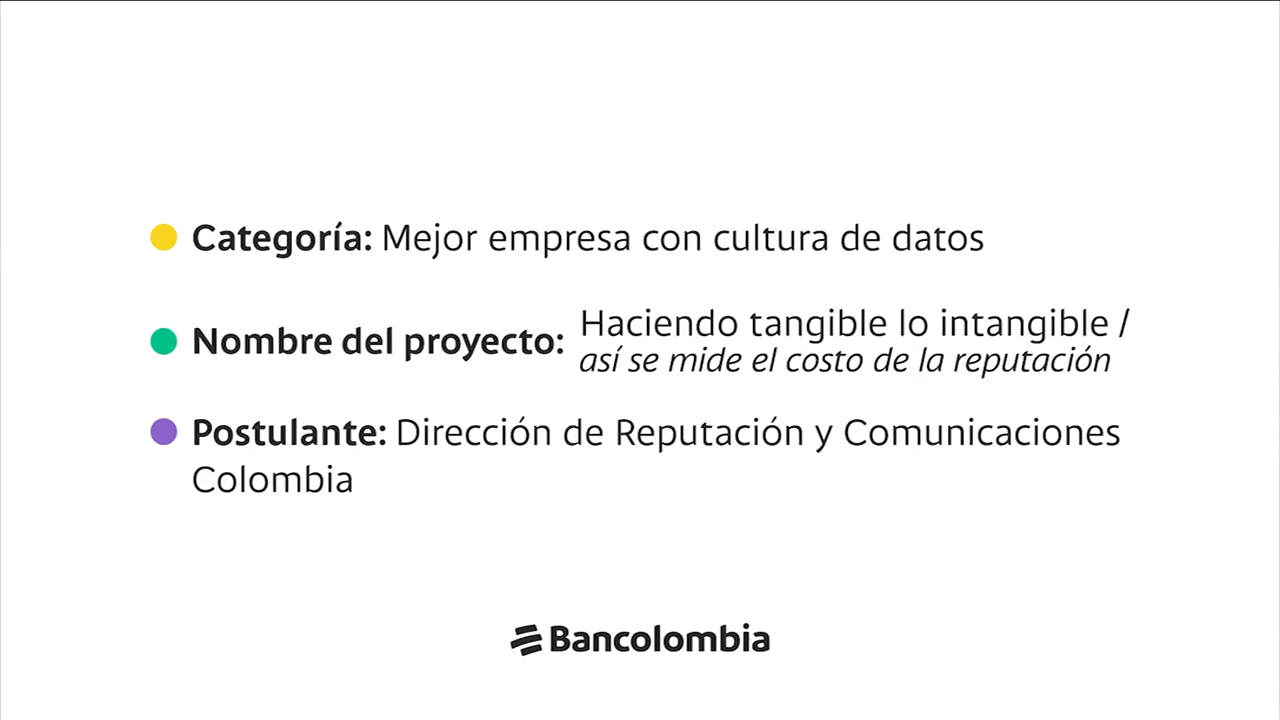 Categoría: Mejor empresa con cultura de datos
Nombre del proyecto: Haciendo tangible lo intangible /
así se mide el costo de la reputación
Postulante: Dirección de Reputación y Comunicaciones
Colombia
Bancolombia